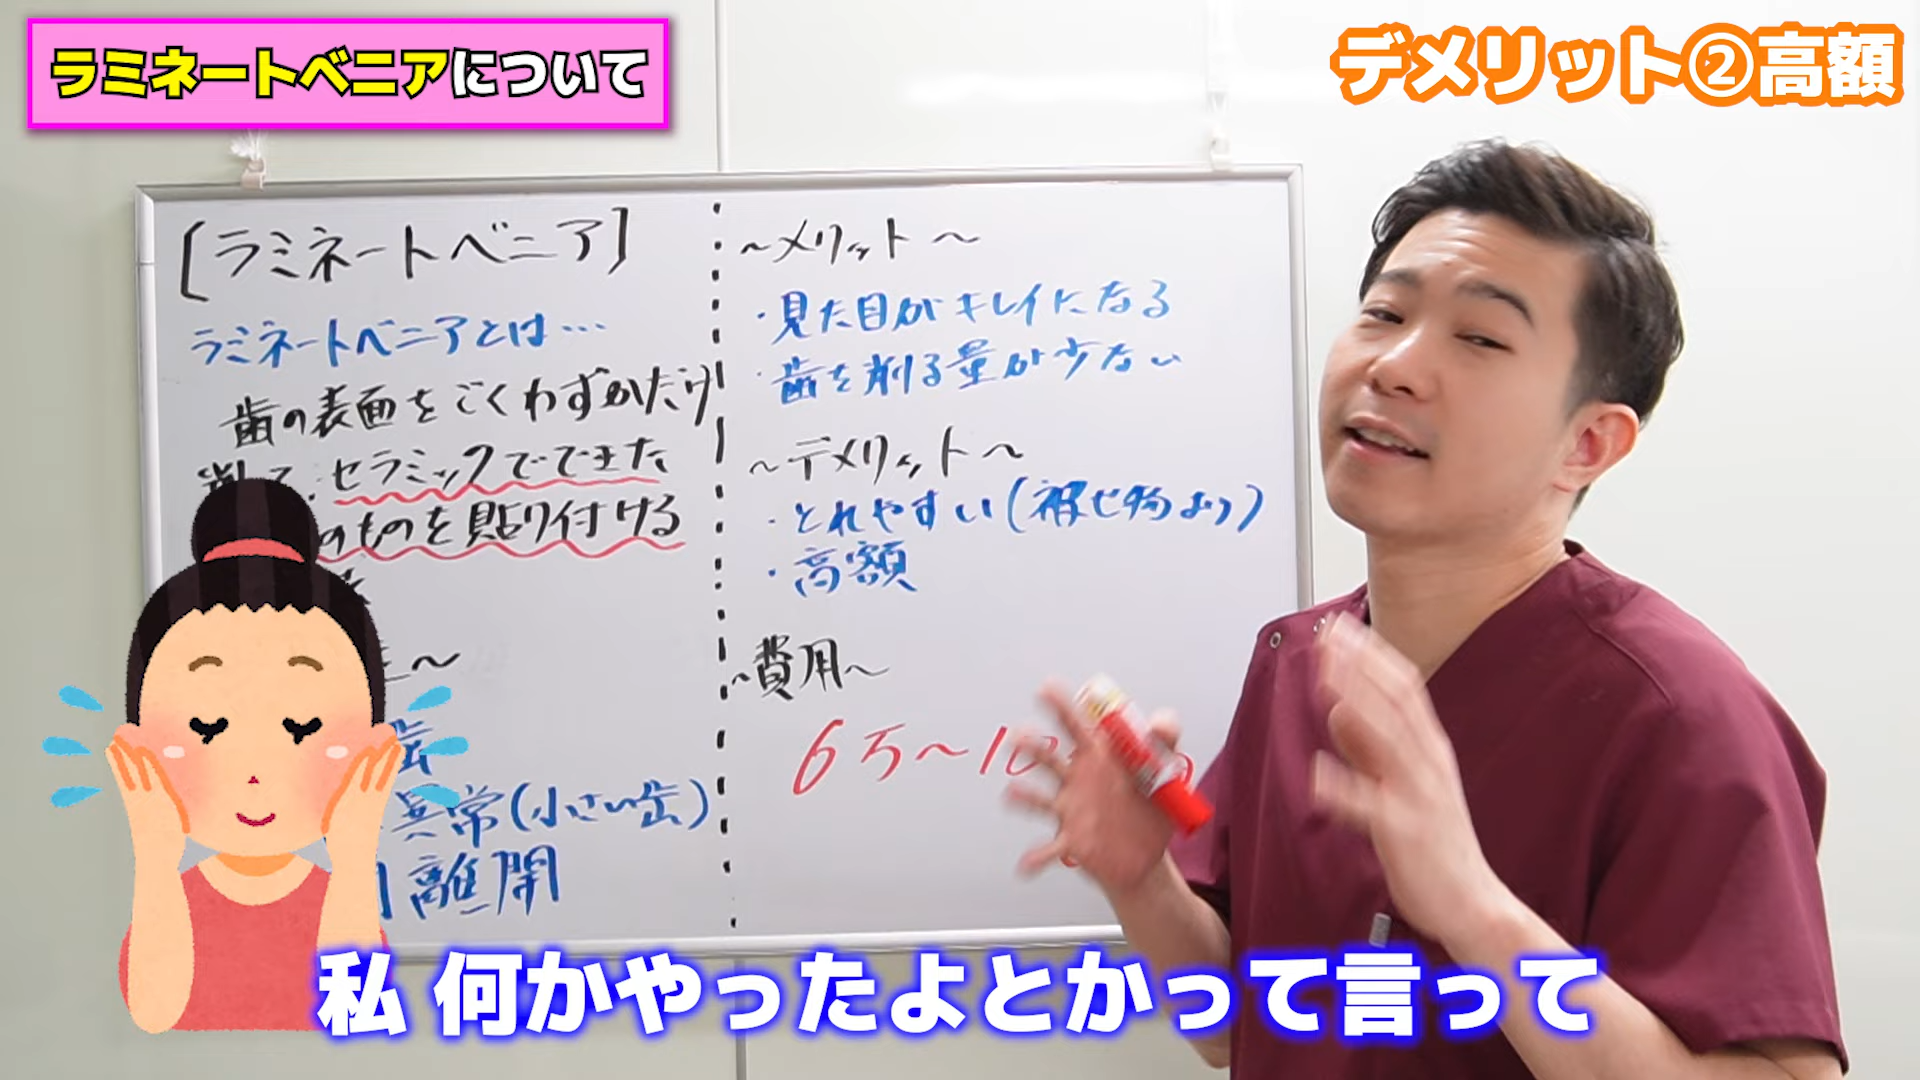 ラミネートベニアについて
デメリット②高額
[ラミネートベニア]
ラミネートベニアとは…
歯の表面をごくわずかだけ
削て、セラミックでできた
のものを貼り付ける
歯
異常(小さい歯)
離開
~メリット~
・見た目がキレイになる
・歯を削る量が少ない
~デメリット~
・とれやすい(被せ物より)
・高額
~費用~
6万~10
私 何かやったよとかって言って